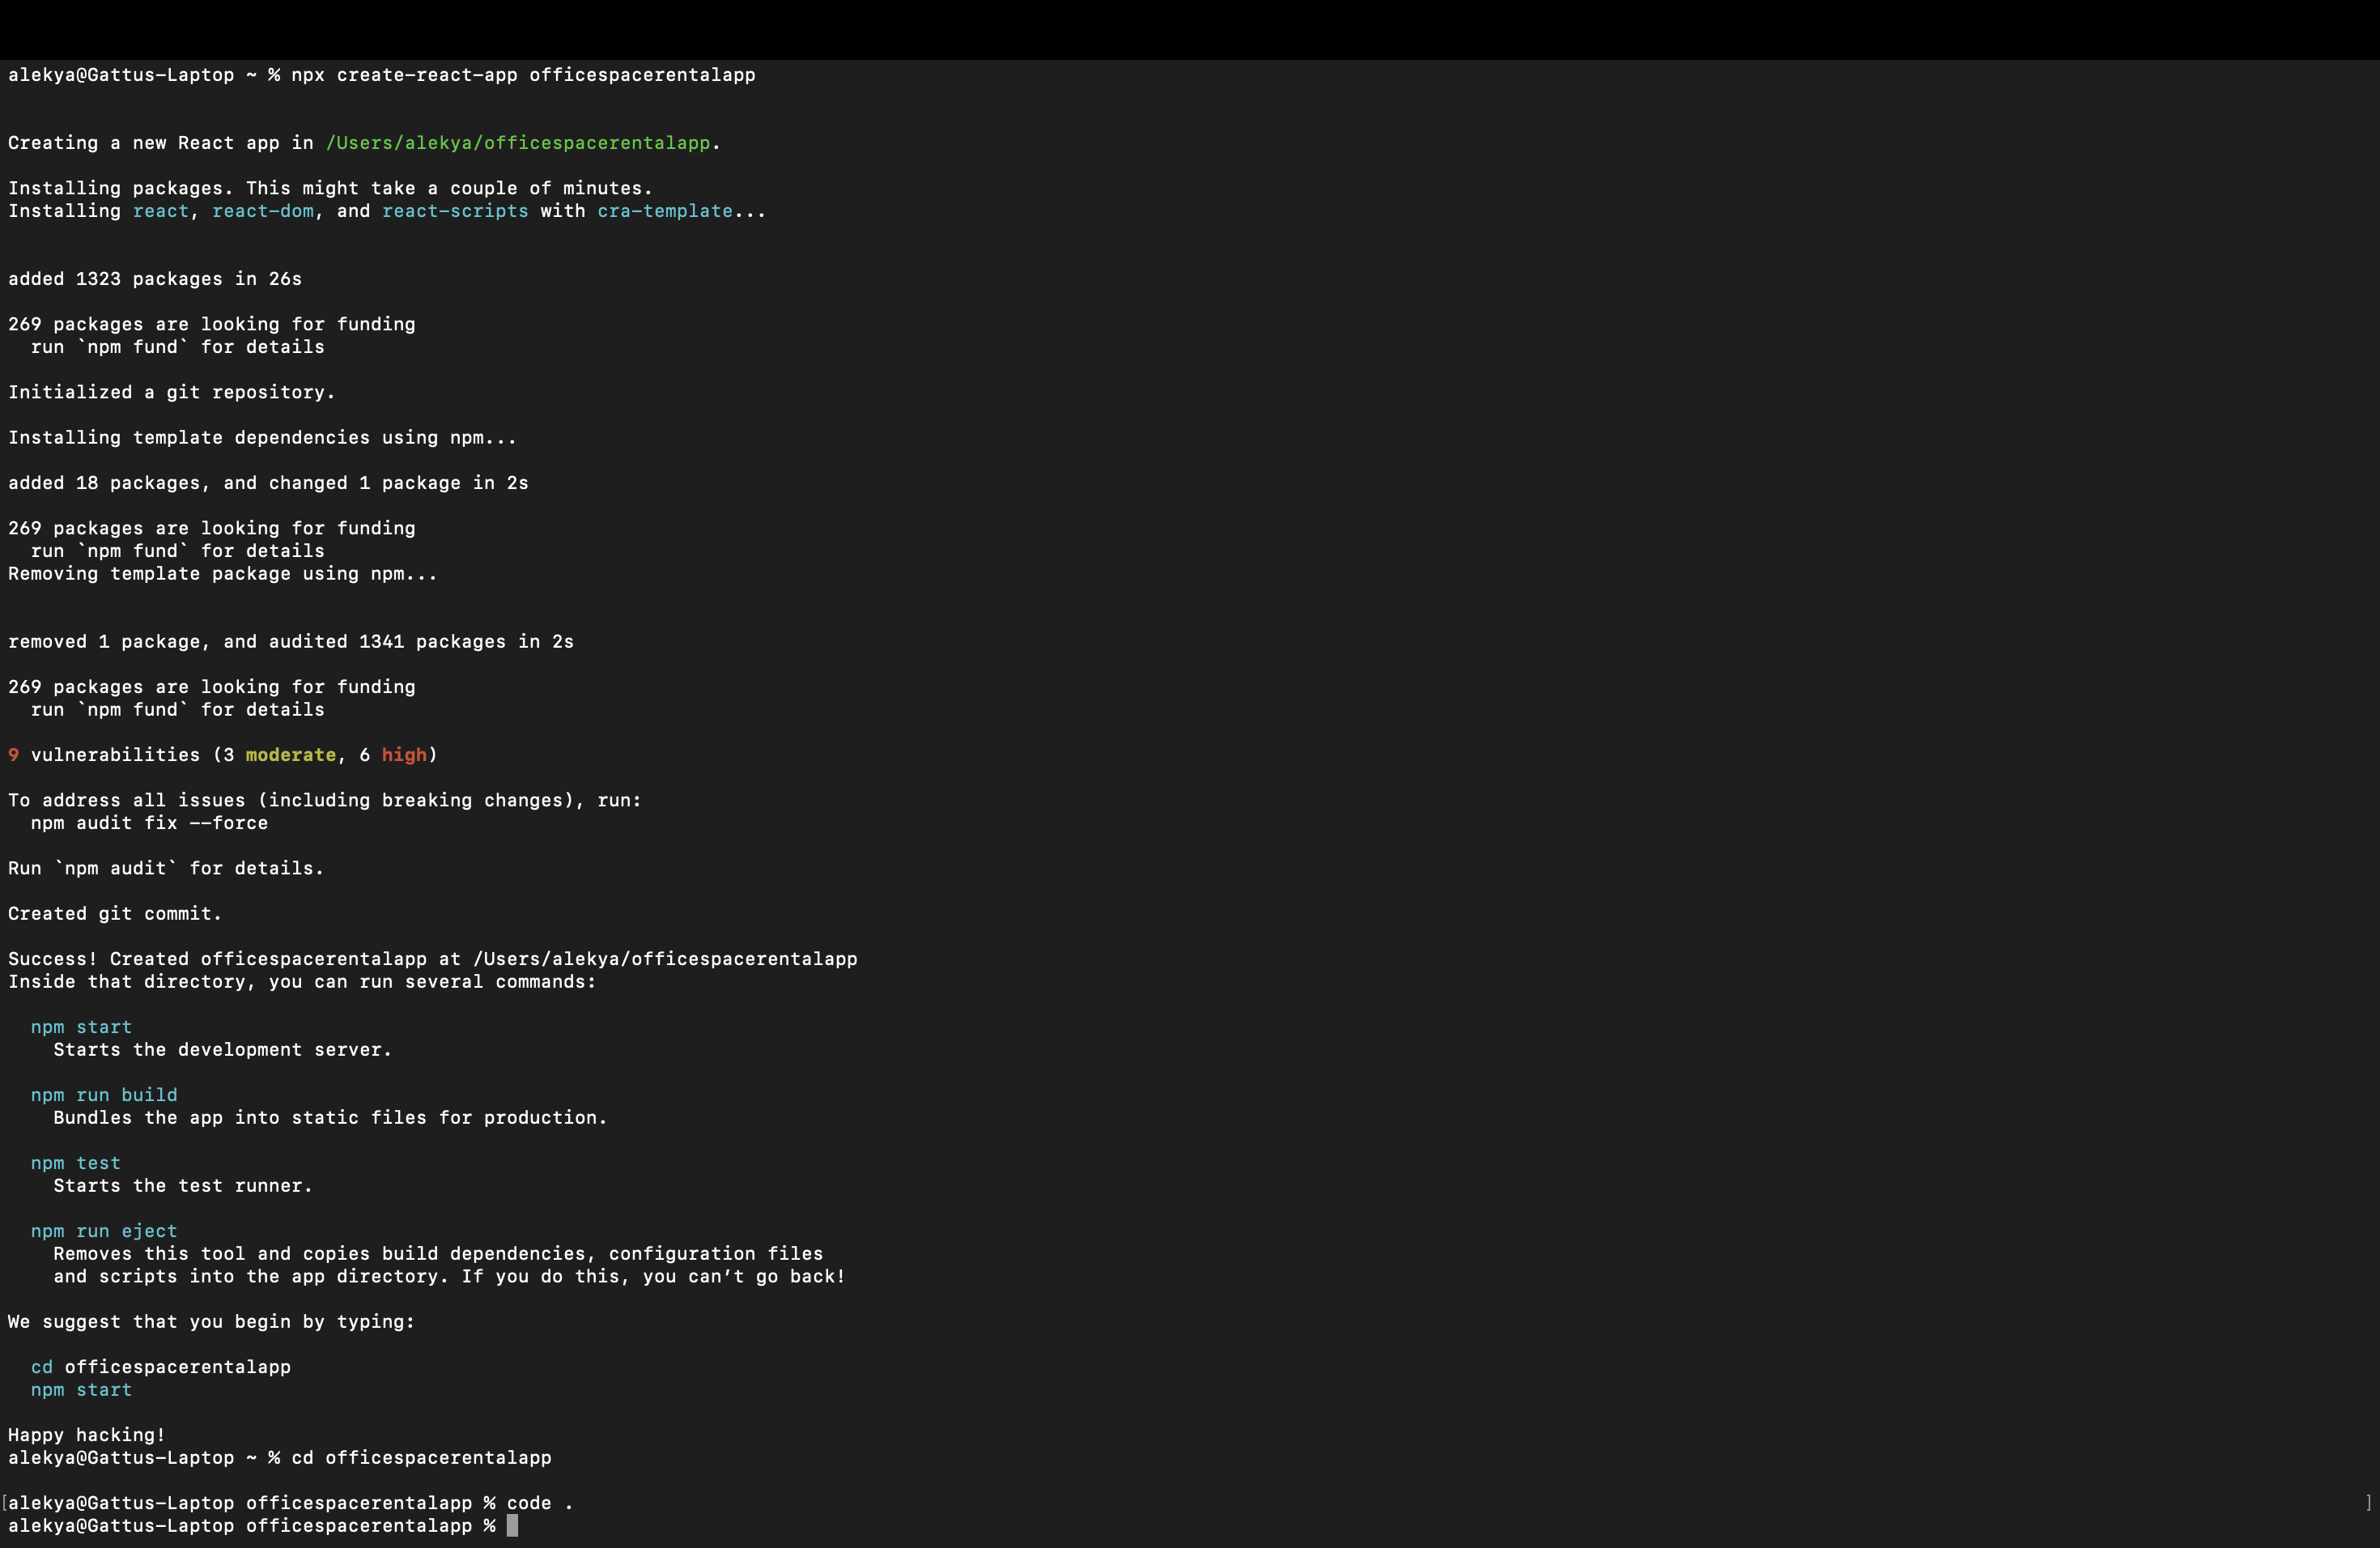 alekya@Gattus-Laptop ~ % npx create-react-app officespacerentalapp
Creating a new React app in /Users/alekya/officespacerentalapp.
Installing packages. This might take a couple of minutes.
Installing react, react-dom, and react-scripts with cra-template...
added 1323 packages in 26s
269 packages are looking for funding
  run `npm fund` for details
Initialized a git repository.
Installing template dependencies using npm...
added 18 packages, and changed 1 package in 2s
269 packages are looking for funding
  run `npm fund` for details
Removing template package using npm...
removed 1 package, and audited 1341 packages in 2s
269 packages are looking for funding
  run `npm fund` for details
9 vulnerabilities (3 moderate, 6 high)
To address all issues (including breaking changes), run:
  npm audit fix --force
Run `npm audit` for details.
Created git commit.
Success! Created officespacerentalapp at /Users/alekya/officespacerentalapp
Inside that directory, you can run several commands:
  npm start
    Starts the development server.
  npm run build
    Bundles the app into static files for production.
  npm test
    Starts the test runner.
  npm run eject
    Removes this tool and copies build dependencies, configuration files
    and scripts into the app directory. If you do this, you can’t go back!
We suggest that you begin by typing:
  cd officespacerentalapp
  npm start
Happy hacking!
alekya@Gattus-Laptop ~ % cd officespacerentalapp
[alekya@Gattus-Laptop officespacerentalapp % code . ]
alekya@Gattus-Laptop officespacerentalapp %